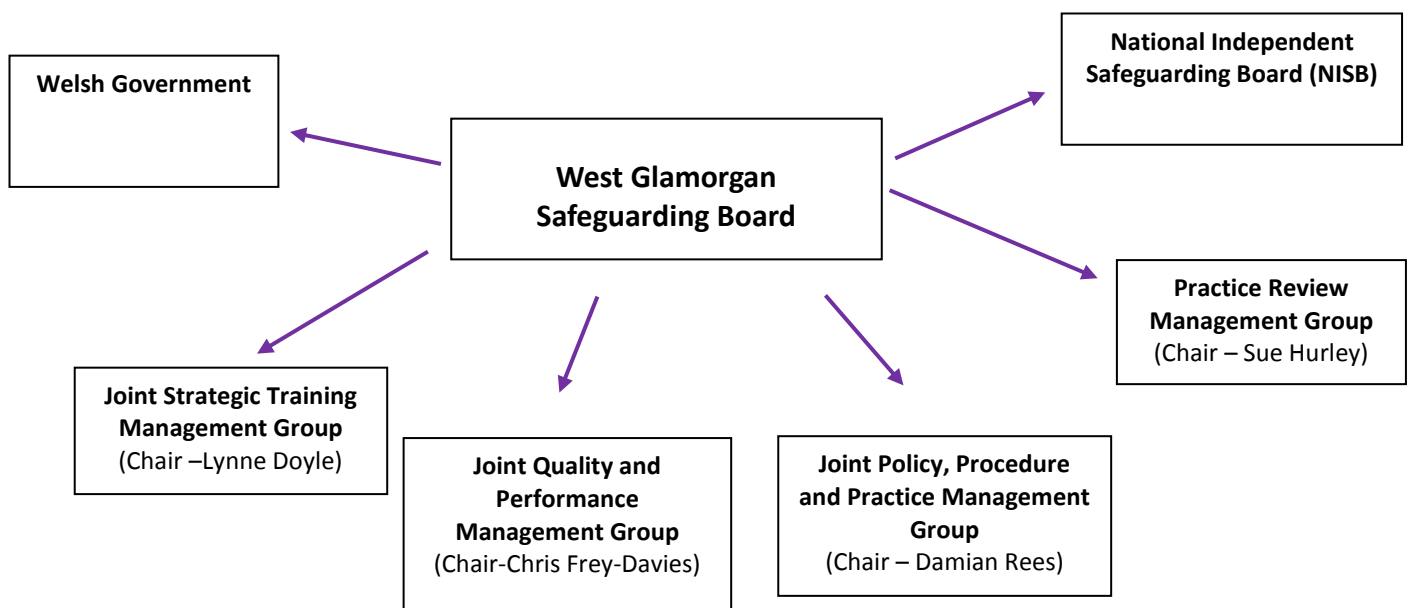 Welsh Government
National Independent
Safeguarding Board (NISB)
West Glamorgan
Safeguarding Board
Practice Review
Management Group
(Chair – Sue Hurley)
Joint Strategic Training
Management Group
(Chair –Lynne Doyle)
Joint Quality and
Performance
Management Group
(Chair-Chris Frey-Davies)
Joint Policy, Procedure
and Practice Management
Group
(Chair – Damian Rees)